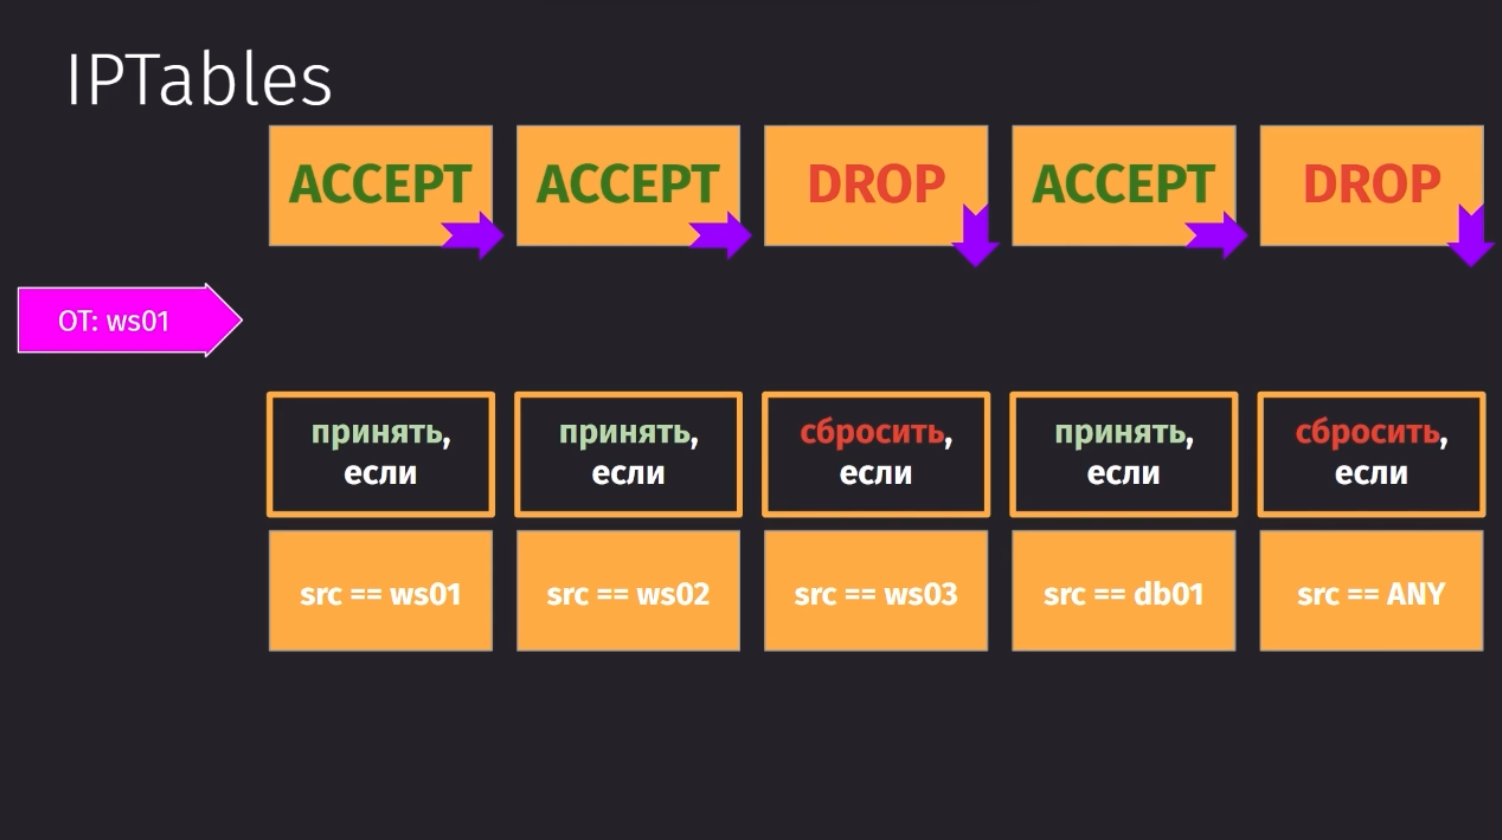 IPTables
ACCEPT
ACCEPT
DROP
ACCEPT
DROP
ОТ: ws01
принять,
если
принять,
если
сбросить,
если
принять,
если
сбросить,
если
src == ws01
src == ws02
src == ws03
src == db01
src == ANY